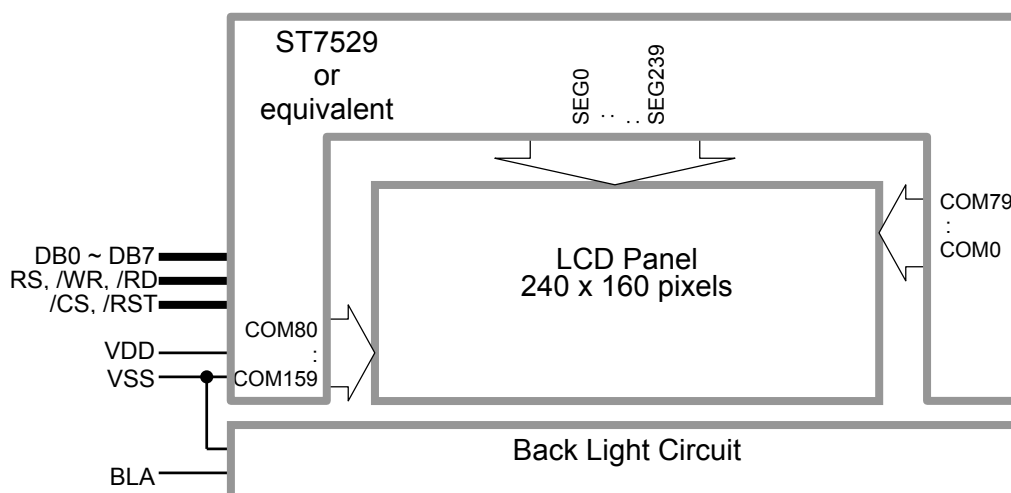 ST7529
or
equivalent
SEG0
. .
. .
SEG239
COM79
:
COM0
LCD Panel
240 x 160 pixels
DB0 ~ DB7
RS, /WR, /RD
/CS, /RST
VDD
VSS
COM80
:
COM159
Back Light Circuit
BLA